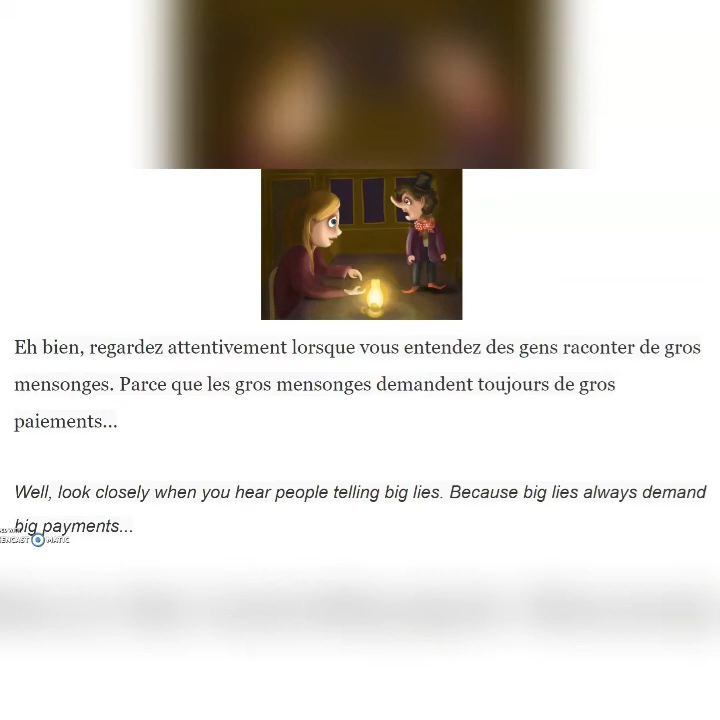 Eh bien, regardez attentivement lorsque vous entendez des gens raconter de gros
mensonges. Parce que les gros mensonges demandent toujours de gros
paiements...
Well, look closely when you hear people telling big lies. Because big lies always demand
big payments...
MATIC